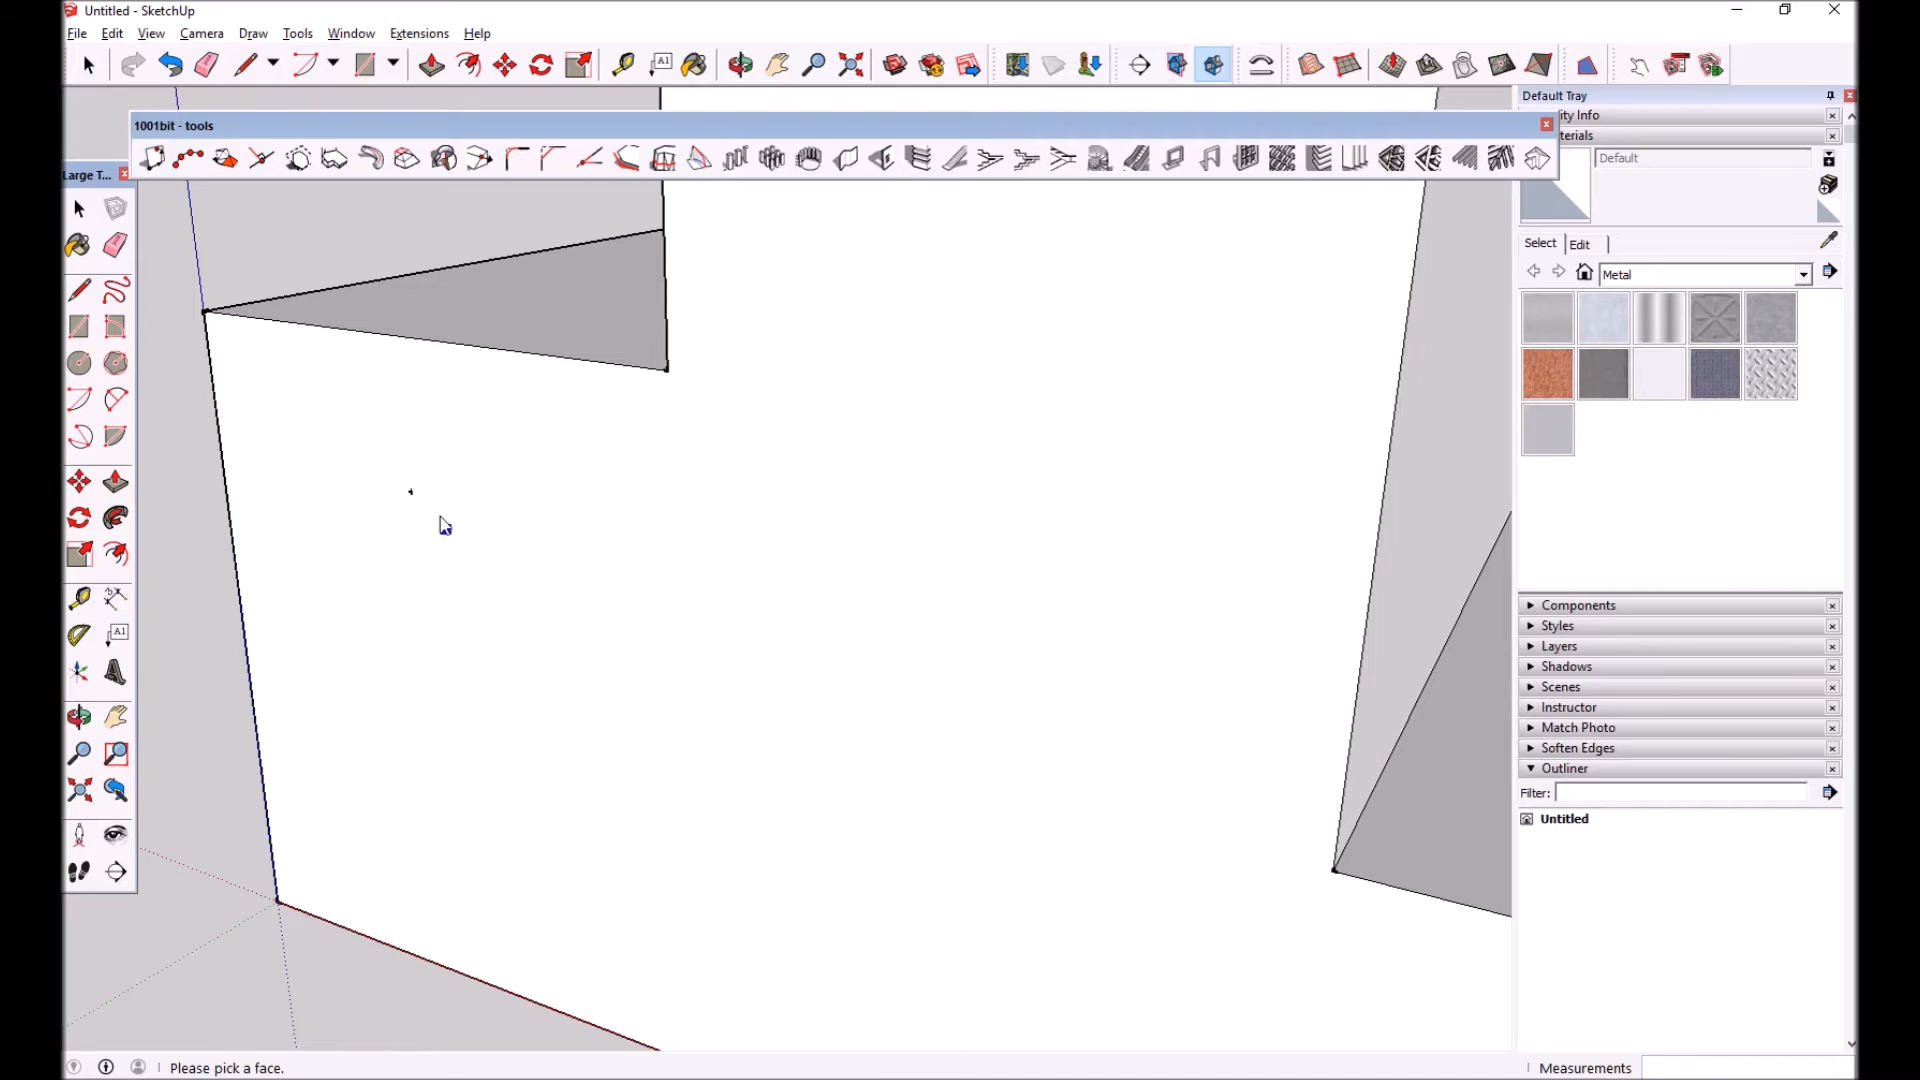 Untitled - SketchUp
File Edit View Camera Draw Tools Window Extensions Help
A1
Default Tray
1001bit - tools
ity Info
terials
Default
Large T...
Select Edit
Metal
A1
Components
Styles
Layers
Shadows
Scenes
Instructor
Match Photo
Soften Edges
Outliner
Filter:
Untitled
Please pick a face.
Measurements